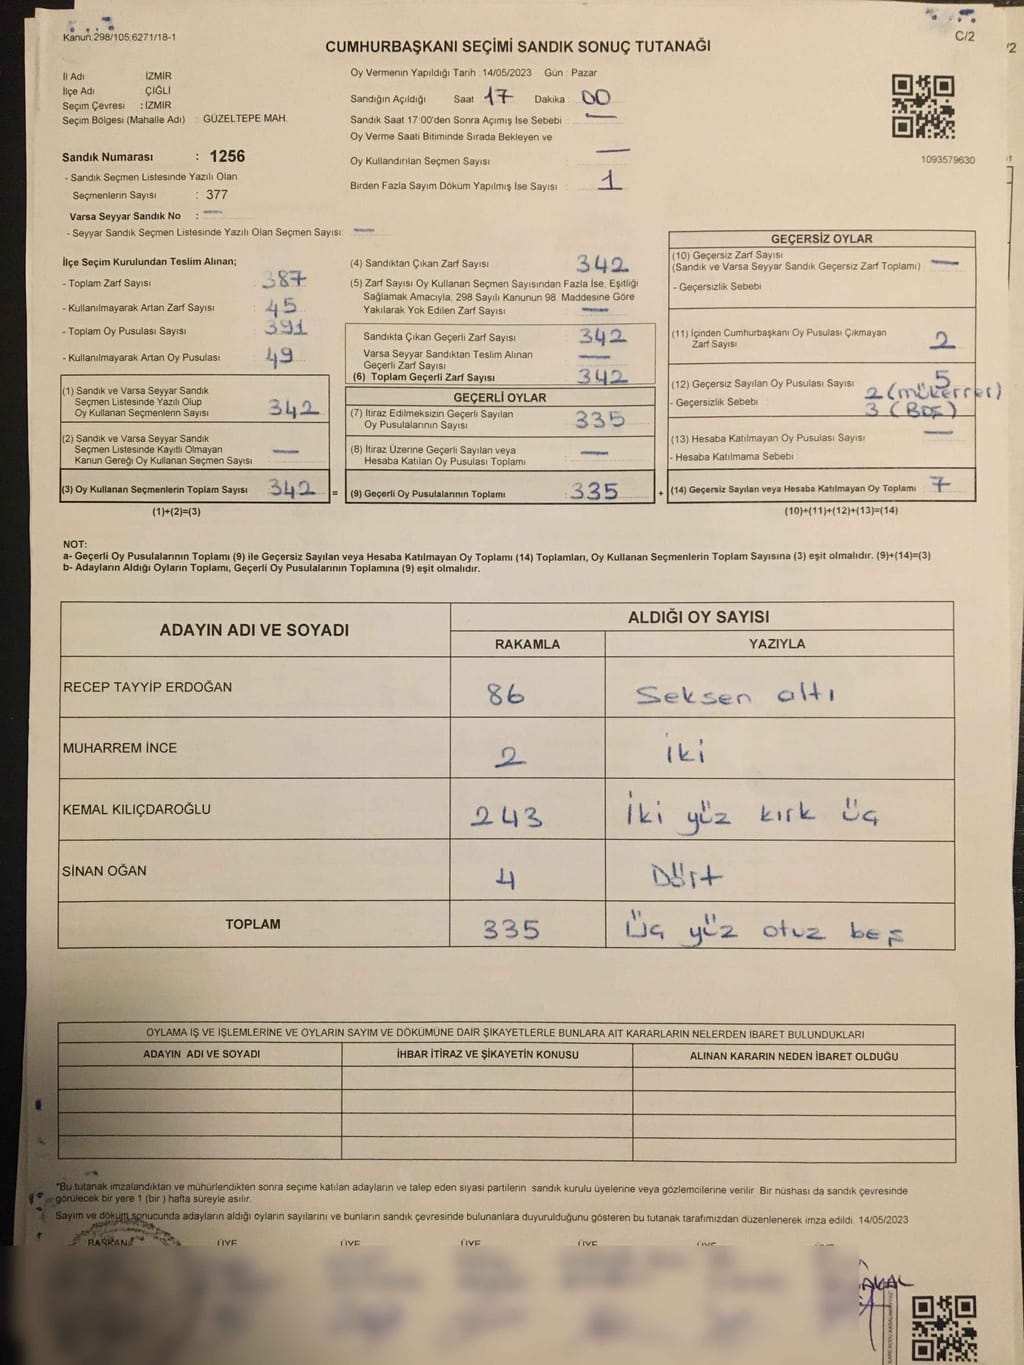 Kanun.298/105,6271/18-1
C/2
CUMHURBAŞKANI SEÇİMİ SANDIK SONUÇ TUTANAĞI
İl Adı İZMİR
İlçe Adı ÇİĞLİ
Seçim Çevresi : İZMİR
Seçim Bölgesi (Mahalle Adı) : GÜZELTEPE MAH.
Sandık Numarası : 1256
- Sandık Seçmen Listesinde Yazılı Olan
Seçmenlerin Sayısı : 377
Varsa Seyyar Sandık No : —
- Seyyar Sandık Seçmen Listesinde Yazılı Olan Seçmen Sayısı: —
Oy Vermenin Yapıldığı Tarih : 14/05/2023 Gün : Pazar
Sandığın Açıldığı Saat : 17 Dakika : 00
Sandık Saat 17:00'den Sonra Açımış İse Sebebi : —
Oy Verme Saati Bitiminde Sırada Bekleyen ve
Oy Kullandırılan Seçmen Sayısı —
Birden Fazla Sayım Döküm Yapılmış İse Sayısı : 1
1093579630
İlçe Seçim Kurulundan Teslim Alınan;
- Toplam Zarf Sayısı : 387
- Kullanılmayarak Artan Zarf Sayısı : 45
- Toplam Oy Pusulası Sayısı : 391
- Kullanılmayarak Artan Oy Pusulası : 49
(1) Sandık ve Varsa Seyyar Sandık
Seçmen Listesinde Yazılı Olup
Oy Kullanan Seçmenlerın Sayısı : 342
(2) Sandık ve Varsa Seyyar Sandık
Seçmen Listesinde Kayıtlı Olmayan
Kanun Gereği Oy Kullanan Seçmen Sayısı : —
(3) Oy Kullanan Seçmenlerin Toplam Sayısı : 342
(1)+(2)=(3)
(4) Sandıktan Çıkan Zarf Sayısı : 342
(5) Zarf Sayısı Oy Kullanan Seçmen Sayısından Fazla İse, Eşitliği
Sağlamak Amacıyla, 298 Sayılı Kanunun 98. Maddesine Göre
Yakılarak Yok Edilen Zarf Sayısı : —
Sandıkta Çıkan Geçerli Zarf Sayısı : 342
Varsa Seyyar Sandıktan Teslim Alınan
Geçerli Zarf Sayısı : —
(6) Toplam Geçerli Zarf Sayısı : 342
GEÇERLİ OYLAR
(7) İtiraz Edilmeksizin Geçerli Sayılan
Oy Pusulalarının Sayısı : 335
(8) İtiraz Üzerine Geçerli Sayılan veya
Hesaba Katılan Oy Pusulası Toplamı : —
= (9) Geçerli Oy Pusulalarının Toplamı : 335
GEÇERSİZ OYLAR
(10) Geçersiz Zarf Sayısı
(Sandık ve Varsa Seyyar Sandık Geçersiz Zarf Toplamı) : —
- Geçersizlik Sebebi
(11) İçinden Cumhurbaşkanı Oy Pusulası Çıkmayan
Zarf Sayısı : 2
(12) Geçersiz Sayılan Oy Pusulası Sayısı : 5
- Geçersizlik Sebebi 2 (mükerrer)
3 (BOŞ)
(13) Hesaba Katılmayan Oy Pusulası Sayısı : —
- Hesaba Katılmama Sebebi
+ (14) Geçersiz Sayılan veya Hesaba Katılmayan Oy Toplamı : 7
(10)+(11)+(12)+(13)=(14)
NOT:
a- Geçerli Oy Pusulalarının Toplamı (9) ile Geçersiz Sayılan veya Hesaba Katılmayan Oy Toplamı (14) Toplamları, Oy Kullanan Seçmenlerin Toplam Sayısına (3) eşit olmalıdır. (9)+(14)=(3)
b- Adayların Aldığı Oyların Toplamı, Geçerli Oy Pusulalarının Toplamına (9) eşit olmalıdır.
ADAYIN ADI VE SOYADI ALDIĞI OY SAYISI
RAKAMLA YAZIYLA
RECEP TAYYİP ERDOĞAN 86 Seksen altı
MUHARREM İNCE 2 İki
KEMAL KILIÇDAROĞLU 243 İki yüz kırk üç
SİNAN OĞAN 4 Dört
TOPLAM 335 Üç yüz otuz beş
OYLAMA İŞ VE İŞLEMLERİNE VE OYLARIN SAYIM VE DÖKÜMÜNE DAİR ŞİKAYETLERLE BUNLARA AİT KARARLARIN NELERDEN İBARET BULUNDUKLARI
ADAYIN ADI VE SOYADI İHBAR İTİRAZ VE ŞİKAYETİN KONUSU ALINAN KARARIN NEDEN İBARET OLDUĞU
*Bu tutanak imzalandıktan ve mühürlendikten sonra seçime katılan adayların ve talep eden siyasi partilerin sandık kurulu üyelerine veya gözlemcilerine verilir. Bir nüshası da sandık çevresinde
görülecek bir yere 1 (bir) hafta süreyle asılır.
Sayım ve döküm sonucunda adayların aldığı oyların sayılarını ve bunların sandık çevresinde bulunanlara duyurulduğunu gösteren bu tutanak tarafımızdan düzenlenerek imza edildi. 14/05/2023
BAŞKAN ÜYE ÜYE ÜYE ÜYE